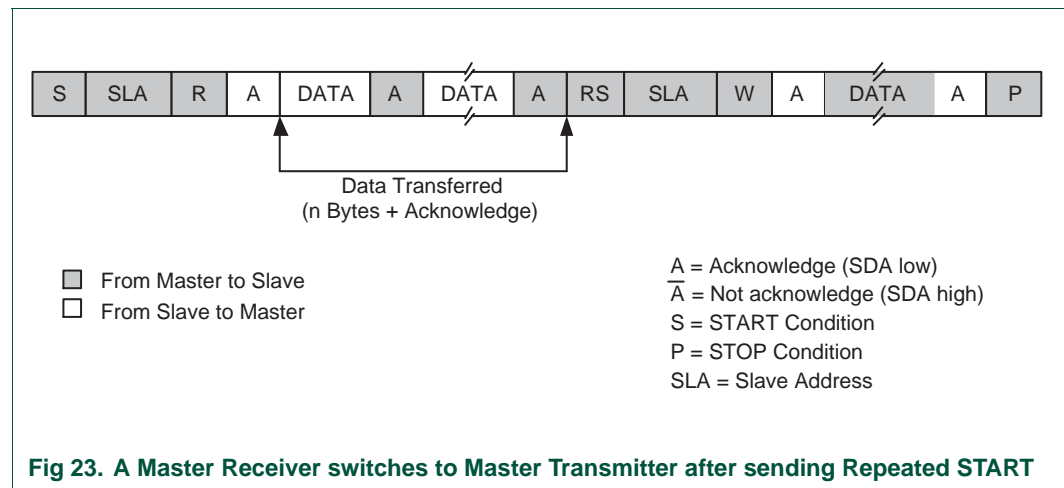 S SLA R A DATA A DATA A RS SLA W A DATA A P
Data Transferred
(n Bytes + Acknowledge)
From Master to Slave
From Slave to Master
A = Acknowledge (SDA low)
A̅ = Not acknowledge (SDA high)
S = START Condition
P = STOP Condition
SLA = Slave Address
Fig 23. A Master Receiver switches to Master Transmitter after sending Repeated START